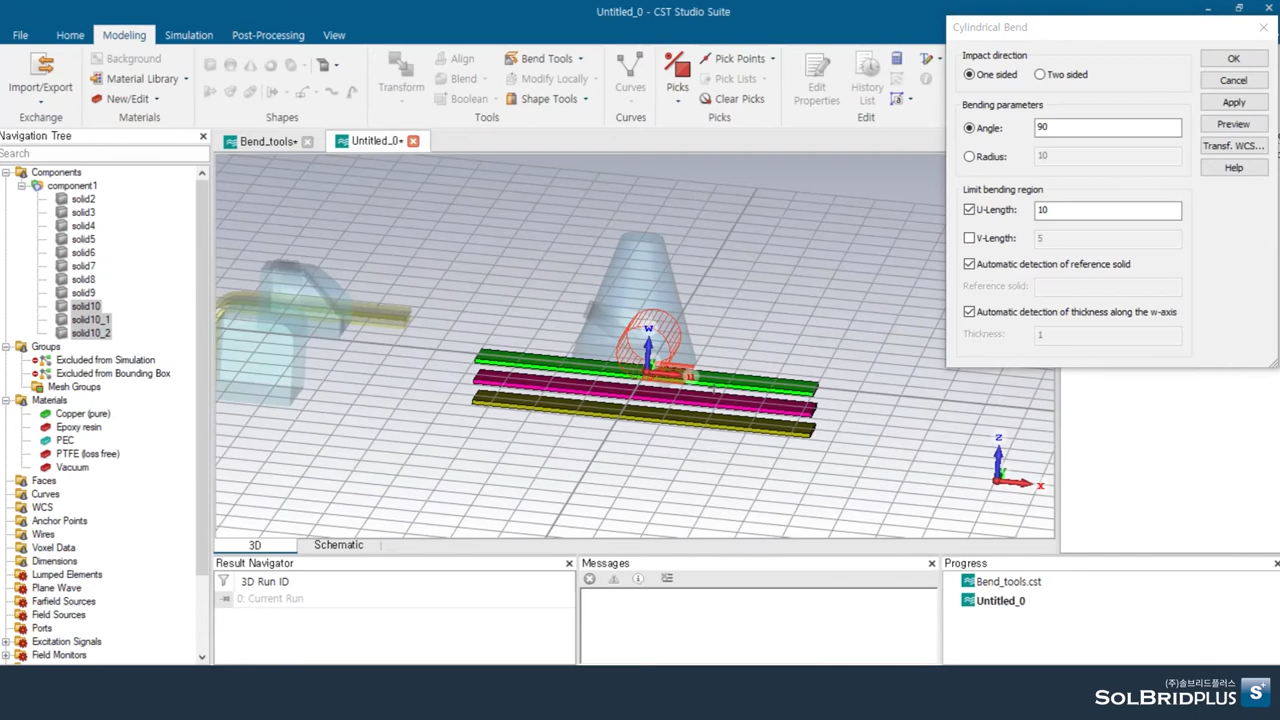 Untitled_0 - CST Studio Suite
File
Home
Modeling
Simulation
Post-Processing
View
Import/Export
Exchange
Background
Material Library
New/Edit
Materials
Shapes
Transform
Align
Blend
Boolean
Bend Tools
Modify Locally
Shape Tools
Tools
Curves
Curves
Picks
Pick Points
Pick Lists
Clear Picks
Picks
Edit Properties
History List
Edit
Cylindrical Bend
Impact direction
One sided
Two sided
Bending parameters
Angle: 90
Radius: 10
Limit bending region
U-Length: 10
V-Length: 5
Automatic detection of reference solid
Reference solid:
Automatic detection of thickness along the w-axis
Thickness: 1
OK
Cancel
Apply
Preview
Transf. WCS...
Help
Navigation Tree
Search
Bend_tools*
Untitled_0*
Components
component1
solid2
solid3
solid4
solid5
solid6
solid7
solid8
solid9
solid10
solid10_1
solid10_2
Groups
Excluded from Simulation
Excluded from Bounding Box
Mesh Groups
Materials
Copper (pure)
Epoxy resin
PEC
PTFE (loss free)
Vacuum
Faces
Curves
WCS
Anchor Points
Wires
Voxel Data
Dimensions
Lumped Elements
Plane Wave
Farfield Sources
Field Sources
Ports
Excitation Signals
Field Monitors
w
u
z
x
3D
Schematic
Result Navigator
3D Run ID
0: Current Run
Messages
Progress
Bend_tools.cst
Untitled_0
(주)솔브리드플러스
SOLBRIDPLUS
S+